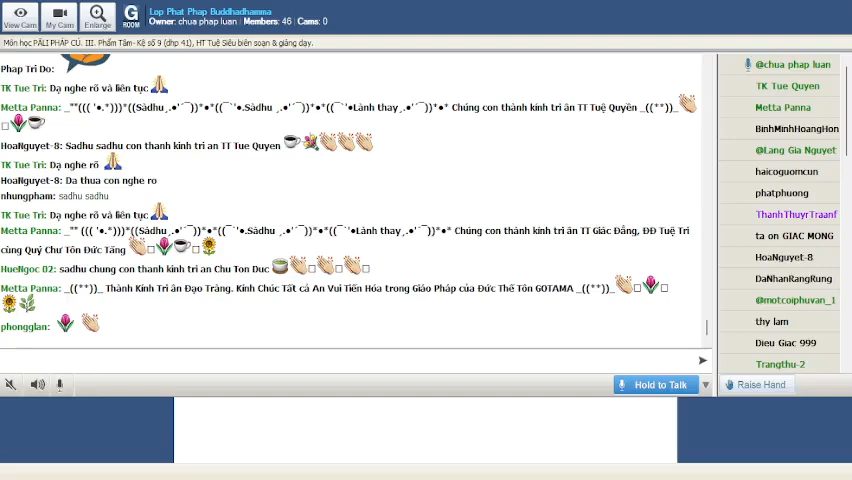 View Cam
My Cam
Enlarge
G
ROOM
Lop Phat Phap Buddhadhamma
Owner: chua phap luan Members: 46 Cams: 0
Môn học PĀLI PHÁP CÚ. III. Phẩm Tâm- Kệ số 9 (dhp 41), HT Tuệ Siêu biên soạn & giảng dạy.
Phap Tri Do:
TK Tue Tri: Dạ nghe rõ và liên tục
Metta Panna: _""((( '•.*)))*((Sàdhu,.•'´¯))*•*((¯`'•.Sàdhu ,.•'´¯))*•*((¯`'•Lành thay,.•'´¯))*•* Chúng con thành kính tri ân TT Tuệ Quyền _((**))_
HoaNguyet-8: Sadhu sadhu con thanh kinh tri an TT Tue Quyen
TK Tue Tri: Dạ nghe rõ
HoaNguyet-8: Da thua con nghe ro
nhungpham: sadhu sadhu
TK Tue Tri: Dạ nghe rõ và liên tục
Metta Panna: _"" ((( '•.*)))*((Sàdhu,.•'´¯))*•*((¯`'•.Sàdhu ,.•'´¯))*•*((¯`'•Lành thay,.•'´¯))*•* Chúng con thành kính tri ân TT Giác Đẳng, ĐĐ Tuệ Tri
cùng Quý Chư Tôn Đức Tăng
HueNgoc 02: sadhu chung con thanh kinh tri an Chu Ton Duc
Metta Panna: _((**))_ Thành Kính Tri ân Đạo Tràng. Kính Chúc Tất cả An Vui Tiến Hóa trong Giáo Pháp của Đức Thế Tôn GOTAMA _((**))_
phongglan:
@chua phap luan
TK Tue Quyen
Metta Panna
BinhMinhHoangHon
@Lang Gia Nguyet
haicoguomcun
phatphuong
ThanhThuyrTraanf
ta on GIAC MONG
HoaNguyet-8
DaNhanRangRung
@motcoiphuvan_1
thy lam
Dieu Giac 999
Trangthu-2
Hold to Talk
Raise Hand